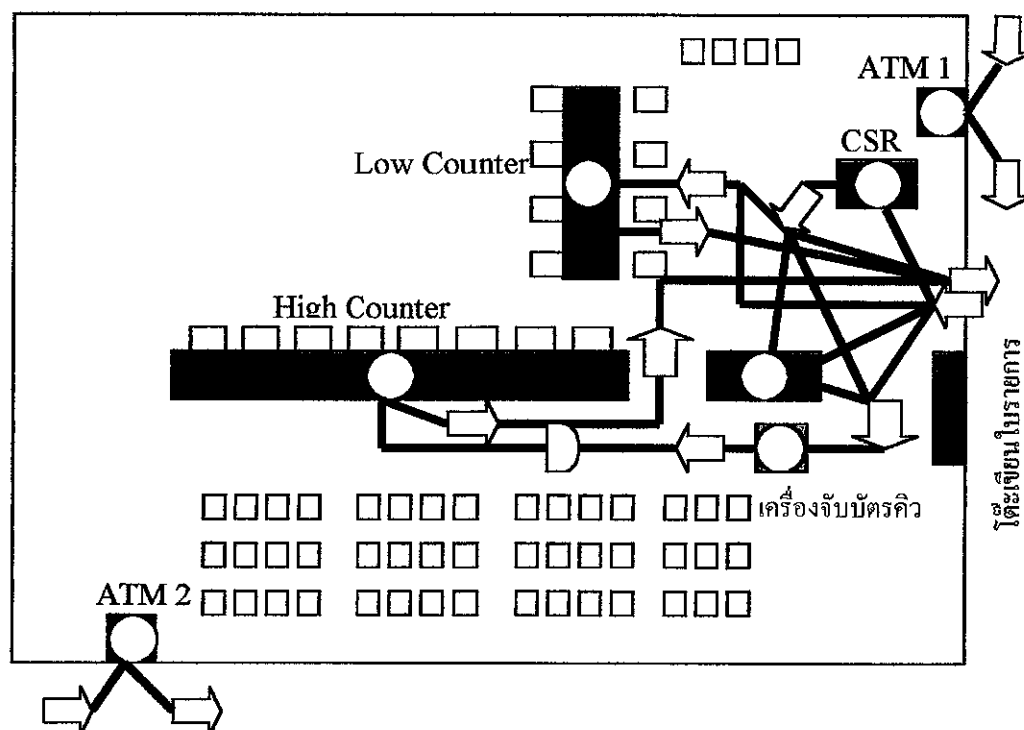 ATM 1
CSR
Low Counter
High Counter
โต๊ะเขียนใบรายการ
เครื่องจับบัตรคิว
ATM 2